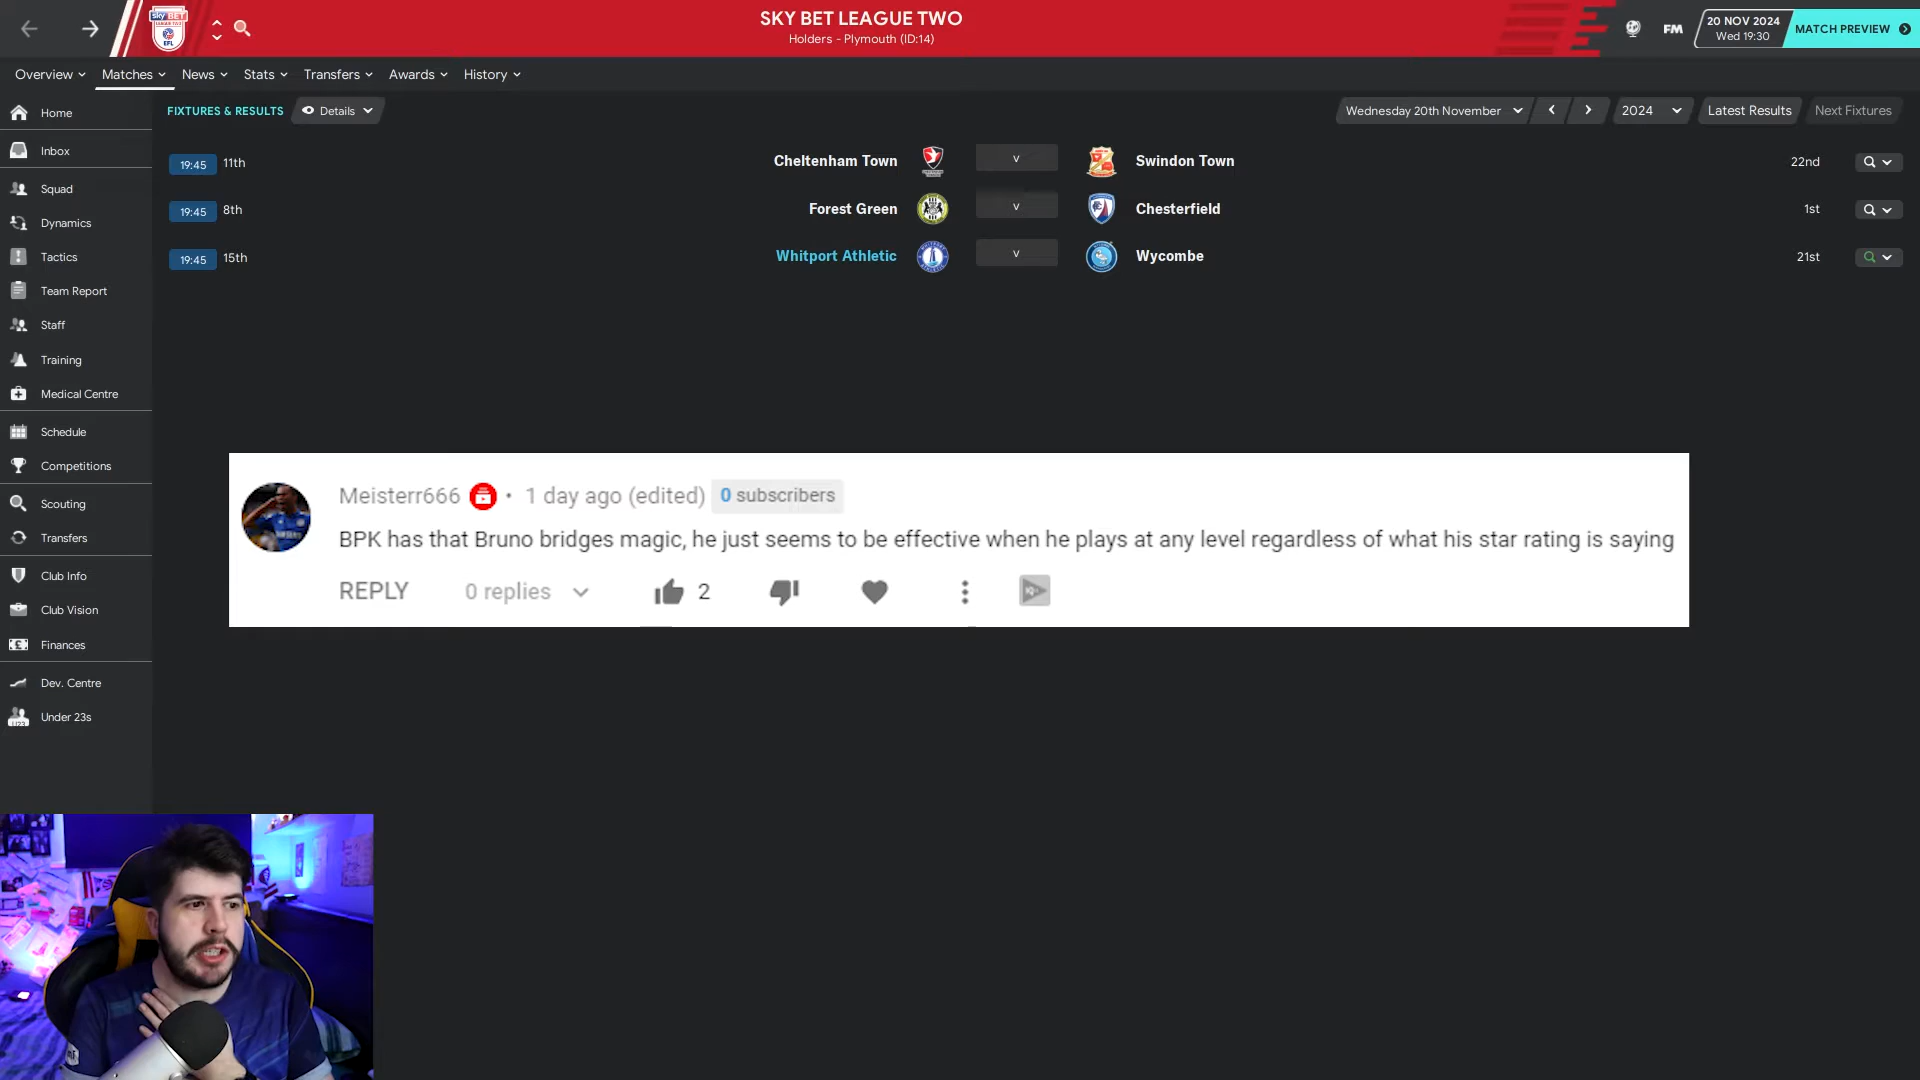 SKY BET LEAGUE TWO
Holders - Plymouth (ID:14)
sky BET
EFL
FM
20 NOV 2024
Wed 19:30
MATCH PREVIEW
Overview Matches News Stats Transfers Awards History
FIXTURES & RESULTS Details
Wednesday 20th November 2024 Latest Results Next Fixtures
Home
Inbox
Squad
Dynamics
Tactics
Team Report
Staff
Training
Medical Centre
Schedule
Competitions
Scouting
Transfers
Club Info
Club Vision
Finances
Dev. Centre
Under 23s
19:45 11th Cheltenham Town v Swindon Town 22nd
19:45 8th Forest Green v Chesterfield 1st
19:45 15th Whitport Athletic v Wycombe 21st
Meisterr666 • 1 day ago (edited) 0 subscribers
BPK has that Bruno bridges magic, he just seems to be effective when he plays at any level regardless of what his star rating is saying
REPLY 0 replies 2